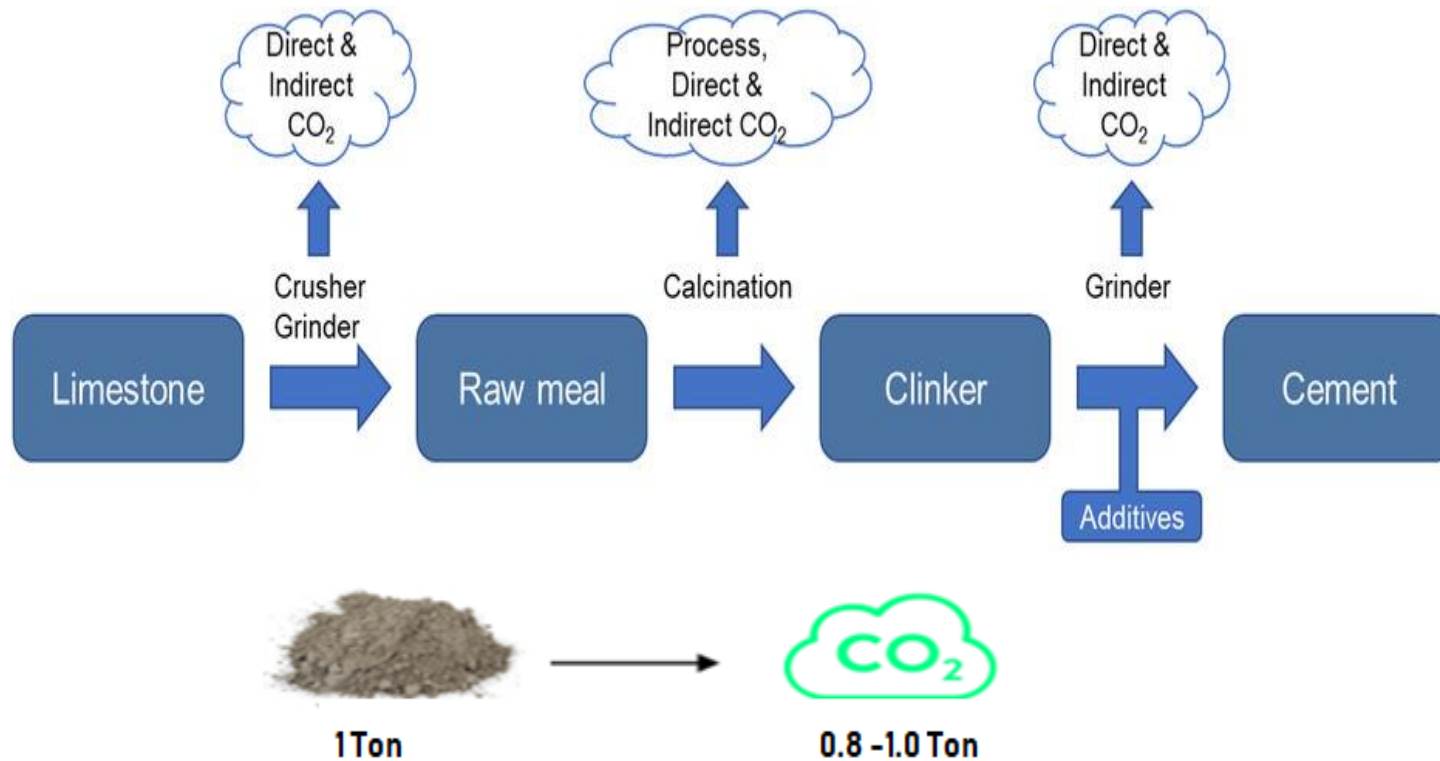 Direct &
Indirect
CO₂
Process,
Direct &
Indirect CO₂
Direct &
Indirect
CO₂
Crusher
Grinder
Calcination
Grinder
Limestone
Raw meal
Clinker
Cement
Additives
CO₂
1 Ton
0.8 -1.0 Ton